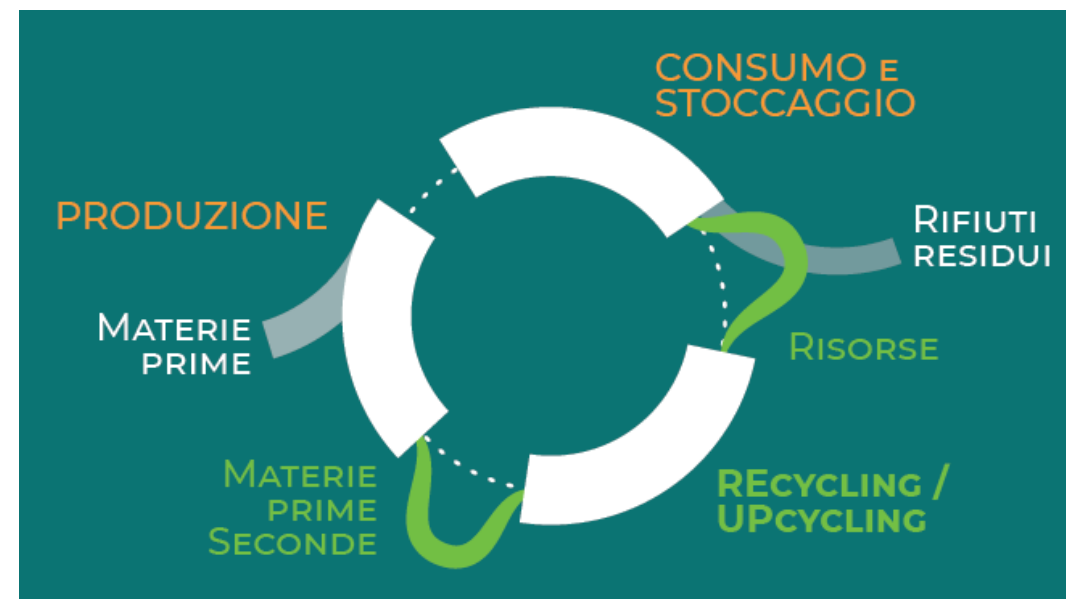 CONSUMO E
STOCCAGGIO
PRODUZIONE
RIFIUTI
RESIDUI
MATERIE
PRIME
RISORSE
MATERIE
PRIME
SECONDE
RECYCLING /
UPCYCLING